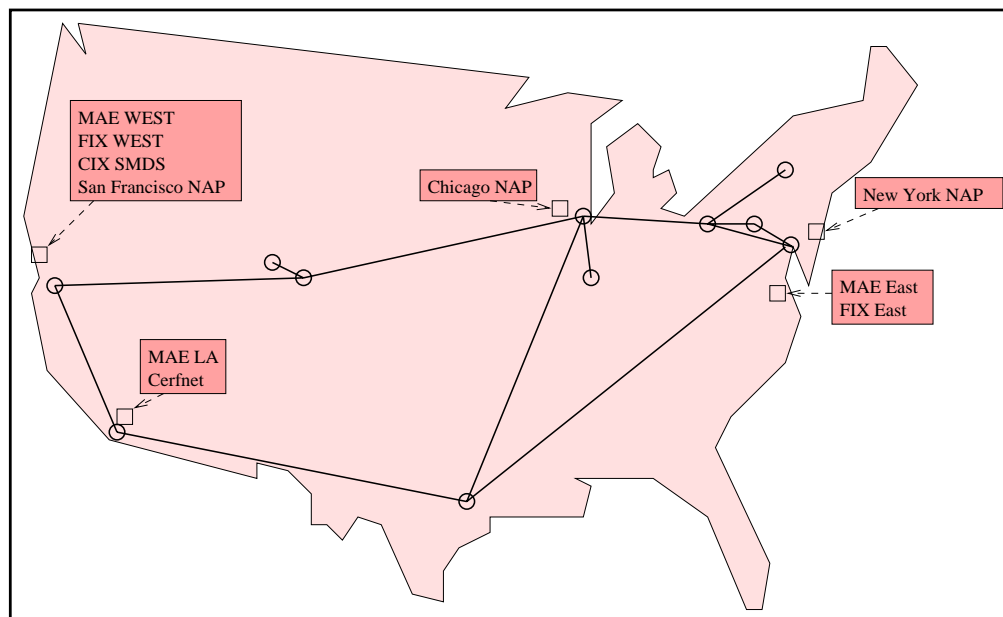 MAE WEST
FIX WEST
CIX SMDS
San Francisco NAP
Chicago NAP
New York NAP
MAE East
FIX East
MAE LA
Cerfnet